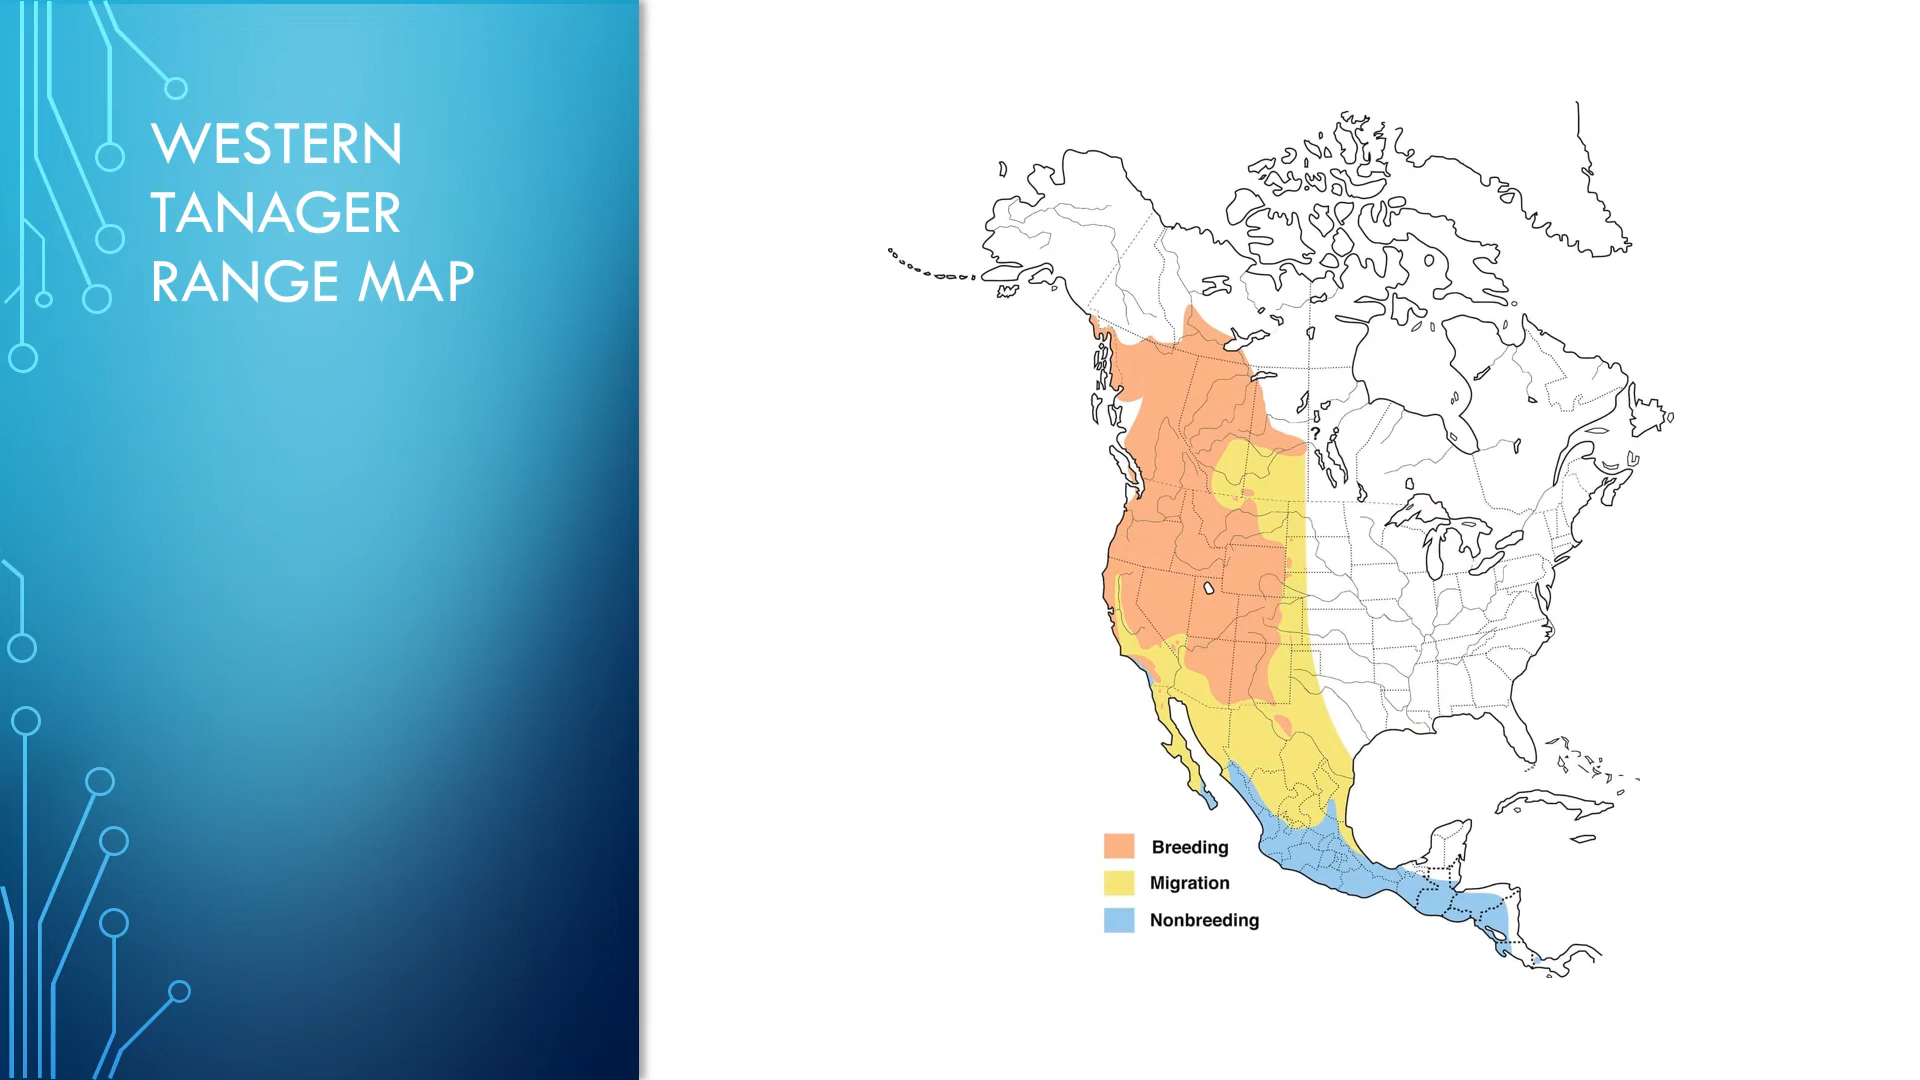 WESTERN
TANAGER
RANGE MAP
?
Breeding
Migration
Nonbreeding